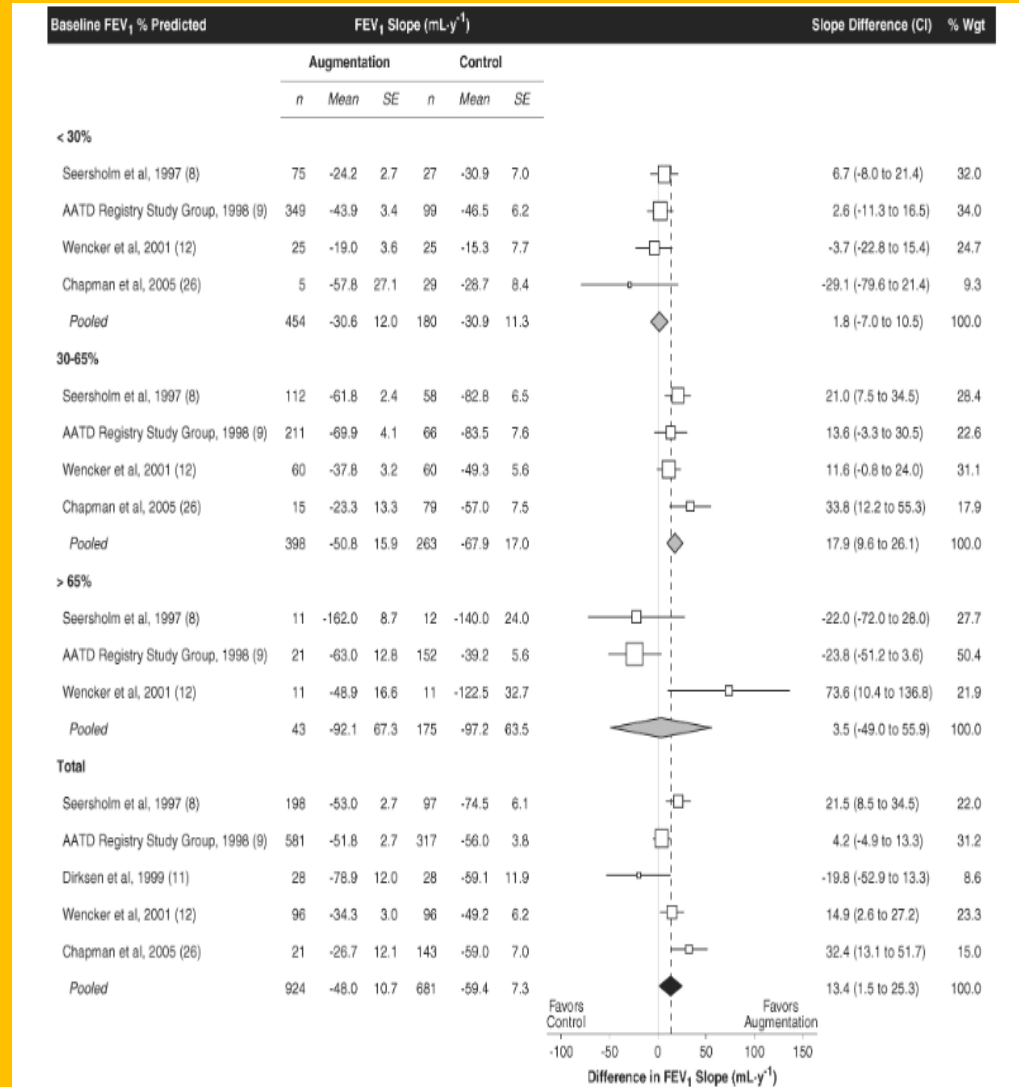 Baseline FEV1 % Predicted FEV1 Slope (mL·y-1) Slope Difference (CI) % Wgt
Augmentation Control
n Mean SE n Mean SE
< 30%
Seersholm et al, 1997 (8) 75 -24.2 2.7 27 -30.9 7.0 6.7 (-8.0 to 21.4) 32.0
AATD Registry Study Group, 1998 (9) 349 -43.9 3.4 99 -46.5 6.2 2.6 (-11.3 to 16.5) 34.0
Wencker et al, 2001 (12) 25 -19.0 3.6 25 -15.3 7.7 -3.7 (-22.8 to 15.4) 24.7
Chapman et al, 2005 (26) 5 -57.8 27.1 29 -28.7 8.4 -29.1 (-79.6 to 21.4) 9.3
Pooled 454 -30.6 12.0 180 -30.9 11.3 1.8 (-7.0 to 10.5) 100.0
30-65%
Seersholm et al, 1997 (8) 112 -61.8 2.4 58 -82.8 6.5 21.0 (7.5 to 34.5) 28.4
AATD Registry Study Group, 1998 (9) 211 -69.9 4.1 66 -83.5 7.6 13.6 (-3.3 to 30.5) 22.6
Wencker et al, 2001 (12) 60 -37.8 3.2 60 -49.3 5.6 11.6 (-0.8 to 24.0) 31.1
Chapman et al, 2005 (26) 15 -23.3 13.3 79 -57.0 7.5 33.8 (12.2 to 55.3) 17.9
Pooled 398 -50.8 15.9 263 -67.9 17.0 17.9 (9.6 to 26.1) 100.0
> 65%
Seersholm et al, 1997 (8) 11 -162.0 8.7 12 -140.0 24.0 -22.0 (-72.0 to 28.0) 27.7
AATD Registry Study Group, 1998 (9) 21 -63.0 12.8 152 -39.2 5.6 -23.8 (-51.2 to 3.6) 50.4
Wencker et al, 2001 (12) 11 -48.9 16.6 11 -122.5 32.7 73.6 (10.4 to 136.8) 21.9
Pooled 43 -92.1 67.3 175 -97.2 63.5 3.5 (-49.0 to 55.9) 100.0
Total
Seersholm et al, 1997 (8) 198 -53.0 2.7 97 -74.5 6.1 21.5 (8.5 to 34.5) 22.0
AATD Registry Study Group, 1998 (9) 581 -51.8 2.7 317 -56.0 3.8 4.2 (-4.9 to 13.3) 31.2
Dirksen et al, 1999 (11) 28 -78.9 12.0 28 -59.1 11.9 -19.8 (-52.9 to 13.3) 8.6
Wencker et al, 2001 (12) 96 -34.3 3.0 96 -49.2 6.2 14.9 (2.6 to 27.2) 23.3
Chapman et al, 2005 (26) 21 -26.7 12.1 143 -59.0 7.0 32.4 (13.1 to 51.7) 15.0
Pooled 924 -48.0 10.7 681 -59.4 7.3 13.4 (1.5 to 25.3) 100.0
Favors Favors
Control Augmentation
-100 -50 0 50 100 150
Difference in FEV1 Slope (mL·y-1)